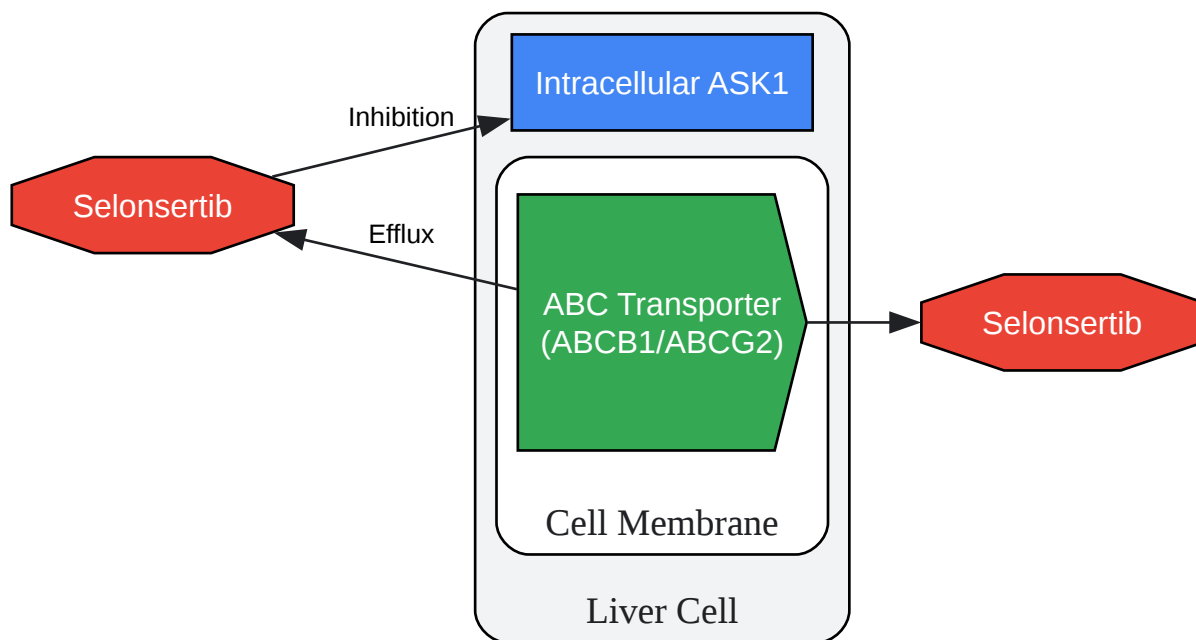 Intracellular ASK1
Inhibition
Selonsertib
Efflux
ABC Transporter
(ABCB1/ABCG2)
Selonsertib
Cell Membrane
Liver Cell